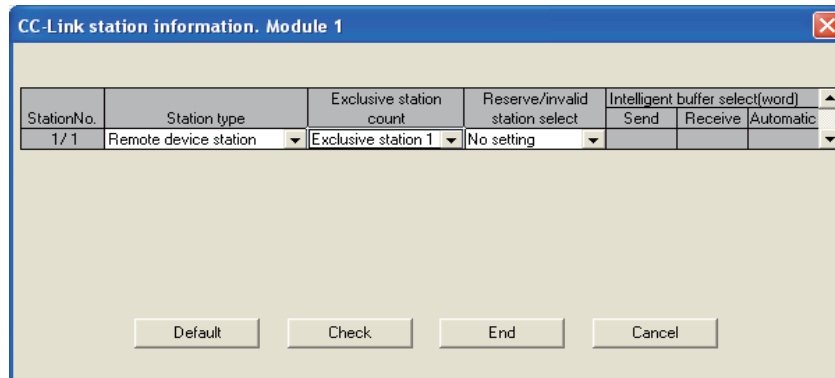 CC-Link station information. Module 1
Exclusive station Reserve/invalid Intelligent buffer select(word)
StationNo. Station type count station select Send Receive Automatic
1/1 Remote device station Exclusive station 1 No setting
Default Check End Cancel